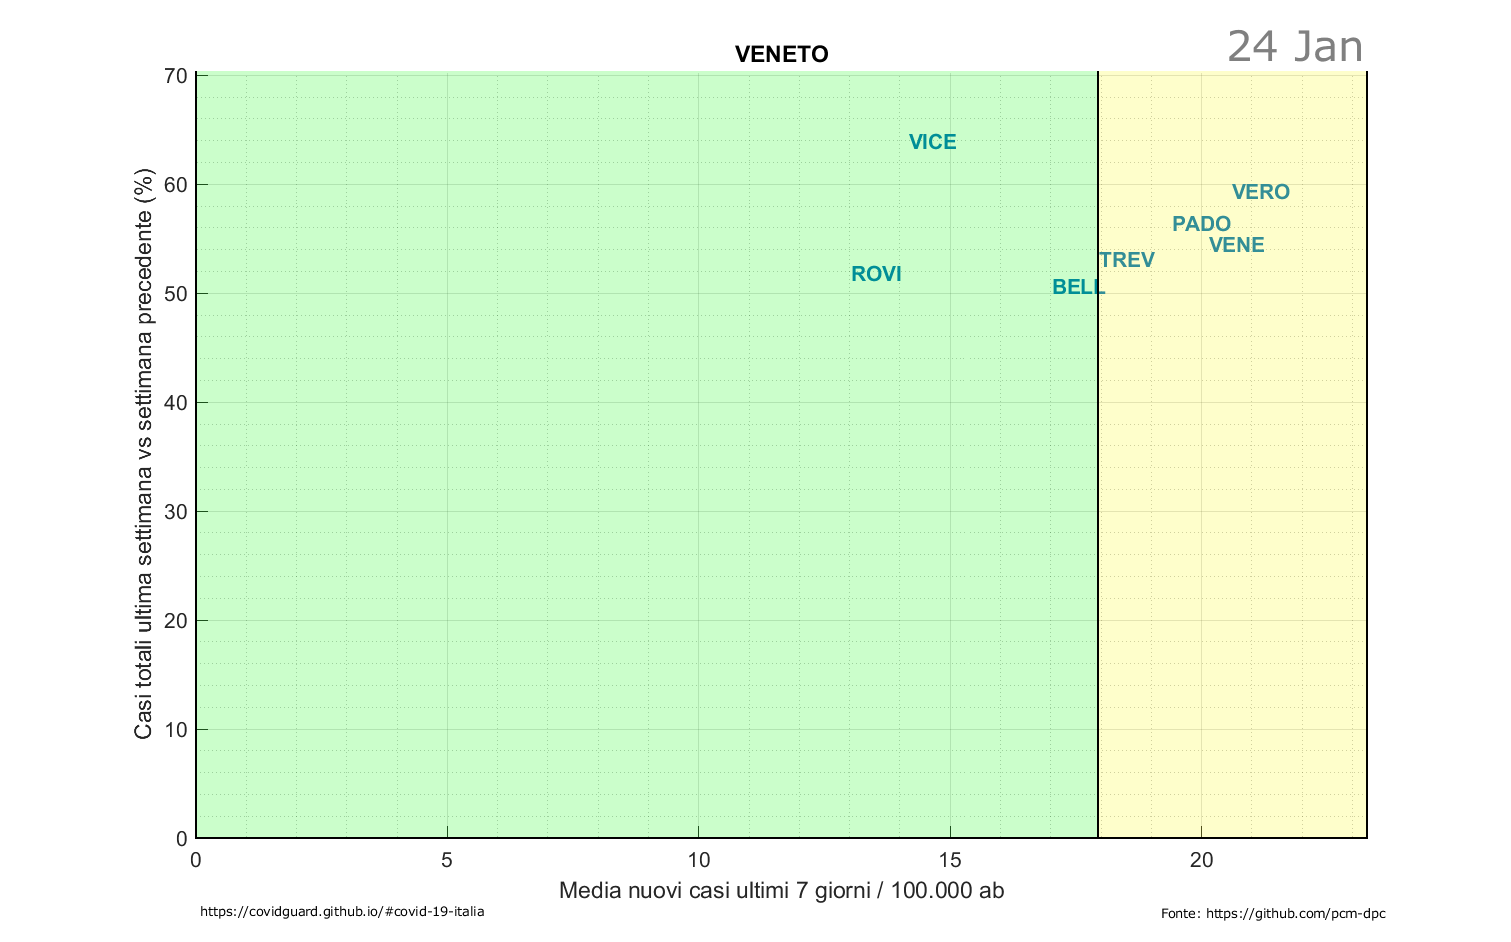 24 Jan
VENETO
Casi totali ultima settimana vs settimana precedente (%)
70
60
50
40
30
20
10
0
VICE
VERO
PADO
VENE
TREV
ROVI
BELL
0 5 10 15 20
Media nuovi casi ultimi 7 giorni / 100.000 ab
https://covidguard.github.io/#covid-19-italia
Fonte: https://github.com/pcm-dpc